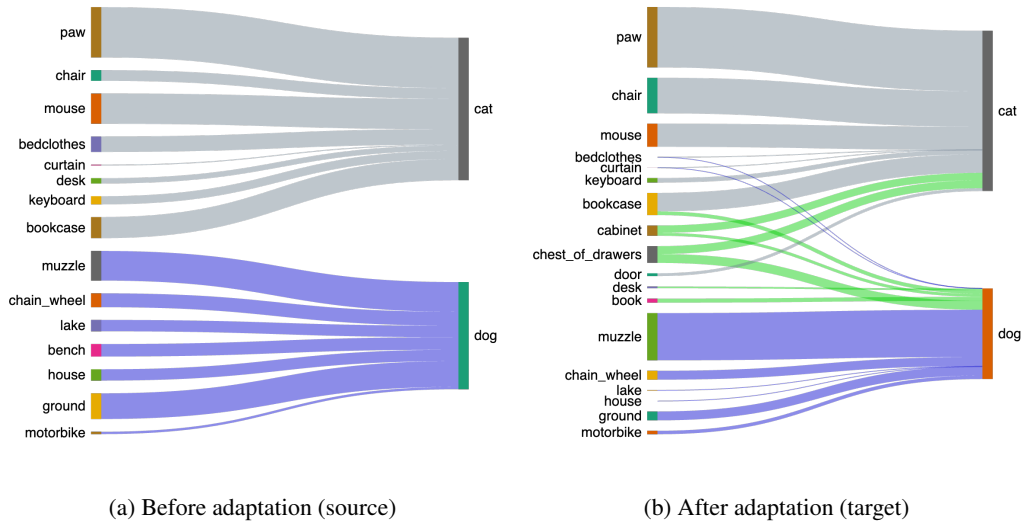 paw
chair
mouse
bedclothes
curtain
desk
keyboard
bookcase
muzzle
chain_wheel
lake
bench
house
ground
motorbike
cat
dog
(a) Before adaptation (source)
paw
chair
mouse
bedclothes
curtain
keyboard
bookcase
cabinet
chest_of_drawers
door
desk
book
muzzle
chain_wheel
lake
house
ground
motorbike
cat
dog
(b) After adaptation (target)